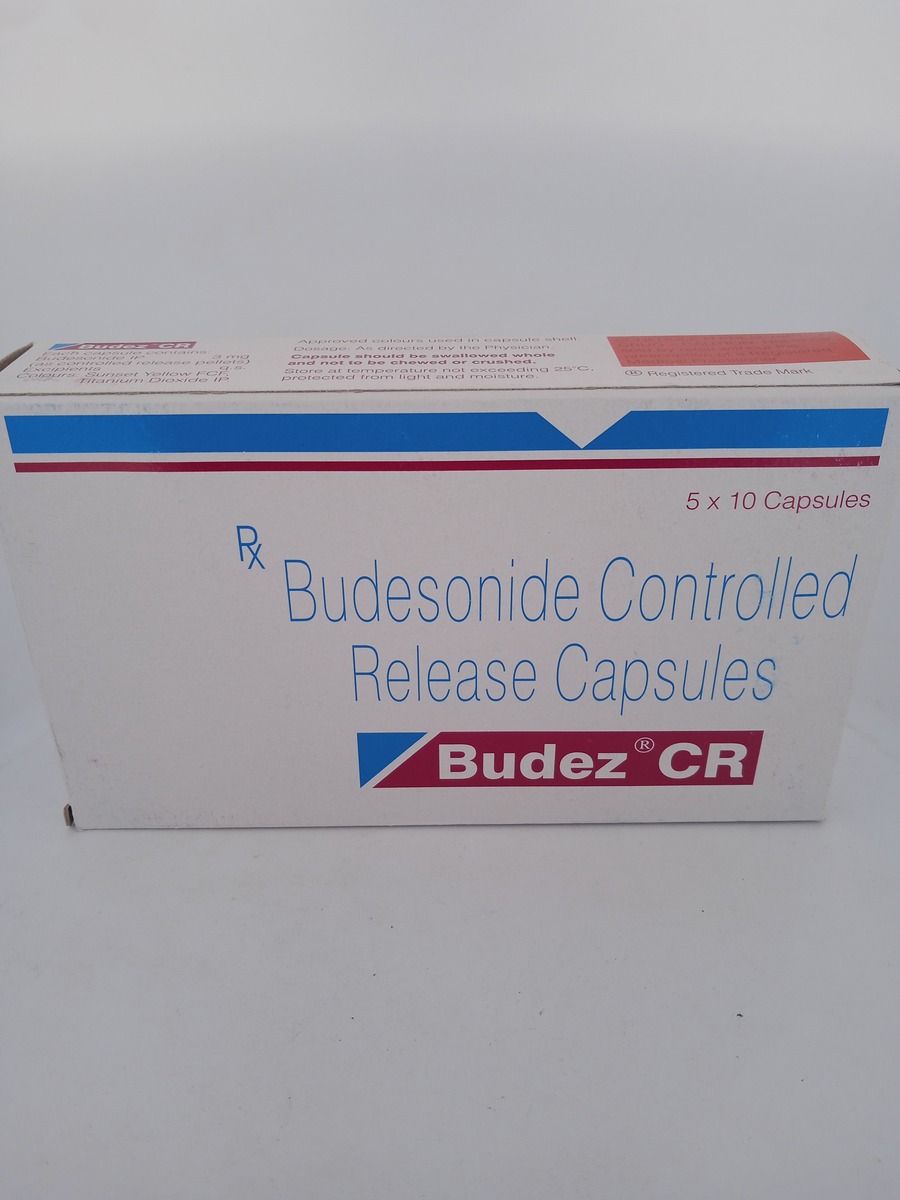 Budez CR
Each capsule contains:
Budesonide IP 3 mg
(as controlled release pellets)
Excipients q.s.
Colours: Sunset Yellow FCF,
Titanium Dioxide IP.
Approved colours used in capsule shell.
Dosage: As directed by the Physician.
Capsule should be swallowed whole
and not to be chewed or crushed.
Store at temperature not exceeding 25°C,
protected from light and moisture.
® Registered Trade Mark
5 x 10 Capsules
Rx
Budesonide Controlled
Release Capsules
Budez® CR